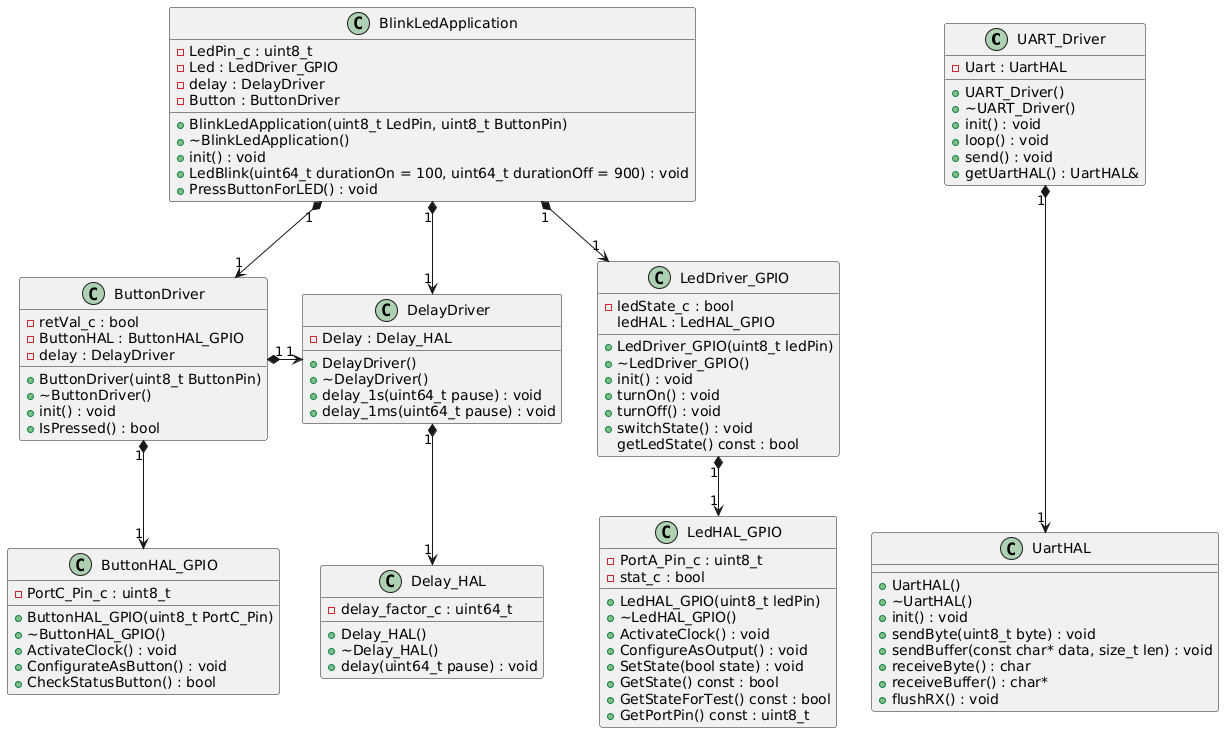 C BlinkLedApplication
LedPin_c : uint8_t
Led : LedDriver_GPIO
delay : DelayDriver
Button : ButtonDriver
BlinkLedApplication(uint8_t LedPin, uint8_t ButtonPin)
~BlinkLedApplication()
init() : void
LedBlink(uint64_t durationOn = 100, uint64_t durationOff = 900) : void
PressButtonForLED() : void
C UART_Driver
Uart : UartHAL
UART_Driver()
~UART_Driver()
init() : void
loop() : void
send() : void
getUartHAL() : UartHAL&
1
1
1
1
1
1
1
C ButtonDriver
retVal_c : bool
ButtonHAL : ButtonHAL_GPIO
delay : DelayDriver
ButtonDriver(uint8_t ButtonPin)
~ButtonDriver()
init() : void
IsPressed() : bool
1 1
C DelayDriver
Delay : Delay_HAL
DelayDriver()
~DelayDriver()
delay_1s(uint64_t pause) : void
delay_1ms(uint64_t pause) : void
C LedDriver_GPIO
ledState_c : bool
ledHAL : LedHAL_GPIO
LedDriver_GPIO(uint8_t ledPin)
~LedDriver_GPIO()
init() : void
turnOn() : void
turnOff() : void
switchState() : void
getLedState() const : bool
1
1
1
1
1
1
1
C ButtonHAL_GPIO
PortC_Pin_c : uint8_t
ButtonHAL_GPIO(uint8_t PortC_Pin)
~ButtonHAL_GPIO()
ActivateClock() : void
ConfigurateAsButton() : void
CheckStatusButton() : bool
C Delay_HAL
delay_factor_c : uint64_t
Delay_HAL()
~Delay_HAL()
delay(uint64_t pause) : void
C LedHAL_GPIO
PortA_Pin_c : uint8_t
stat_c : bool
LedHAL_GPIO(uint8_t ledPin)
~LedHAL_GPIO()
ActivateClock() : void
ConfigureAsOutput() : void
SetState(bool state) : void
GetState() const : bool
GetStateForTest() const : bool
GetPortPin() const : uint8_t
C UartHAL
UartHAL()
~UartHAL()
init() : void
sendByte(uint8_t byte) : void
sendBuffer(const char* data, size_t len) : void
receiveByte() : char
receiveBuffer() : char*
flushRX() : void